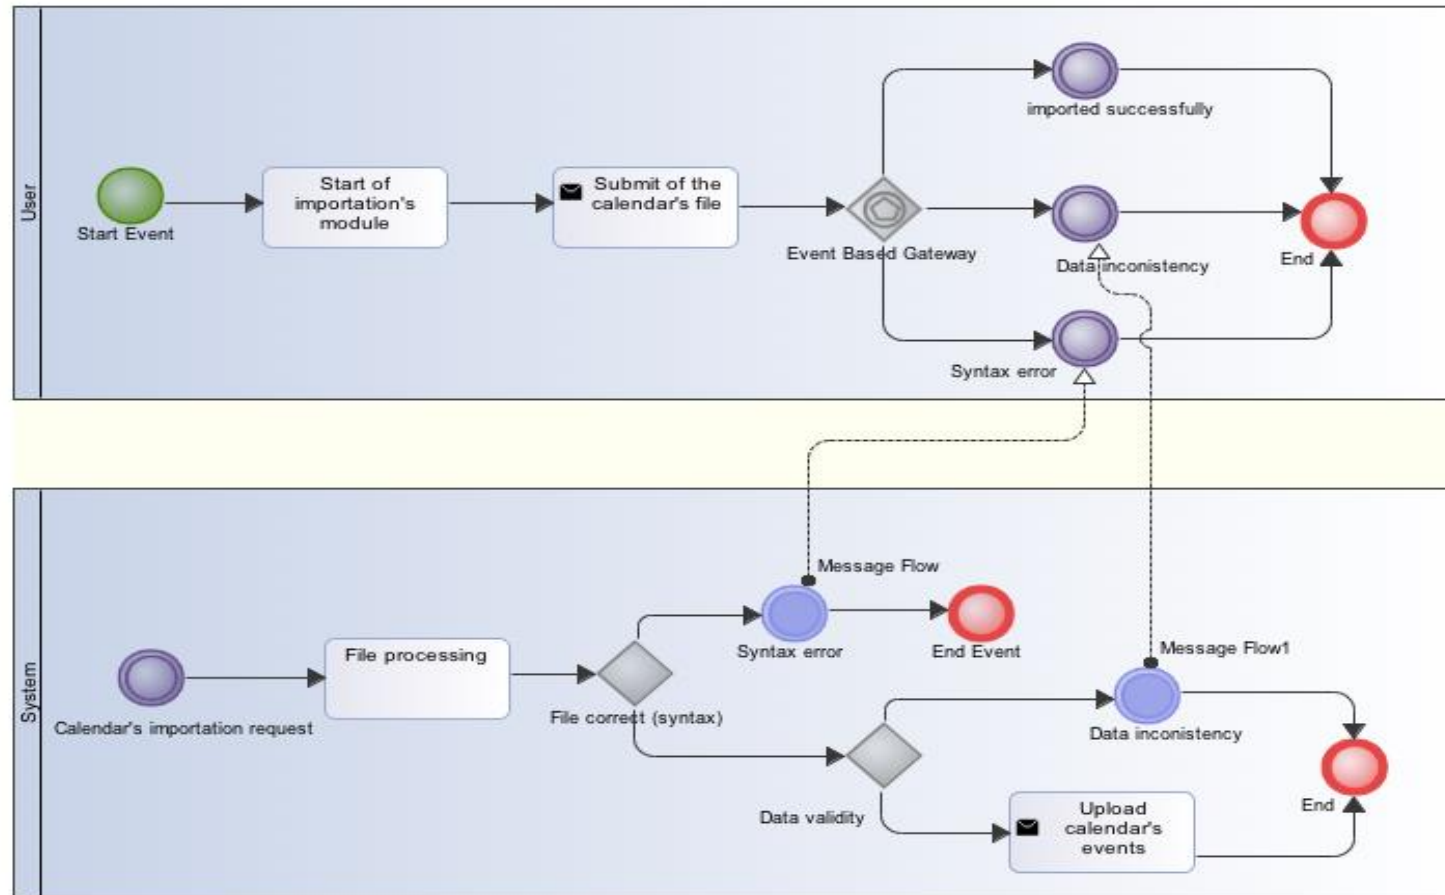 User
Start Event
Start of
importation's
module
Submit of the
calendar's file
Event Based Gateway
imported successfully
Data inconistency
Syntax error
End
System
Calendar's importation request
File processing
File correct (syntax)
Message Flow
Syntax error
End Event
Data validity
Message Flow1
Data inconistency
Upload
calendar's
events
End